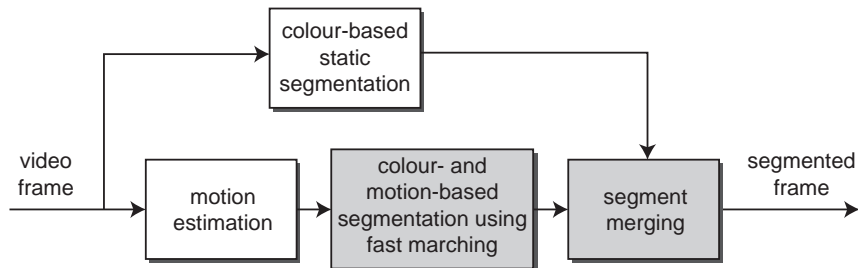 colour-based
static
segmentation
video
frame
motion
estimation
colour- and
motion-based
segmentation using
fast marching
segment
merging
segmented
frame